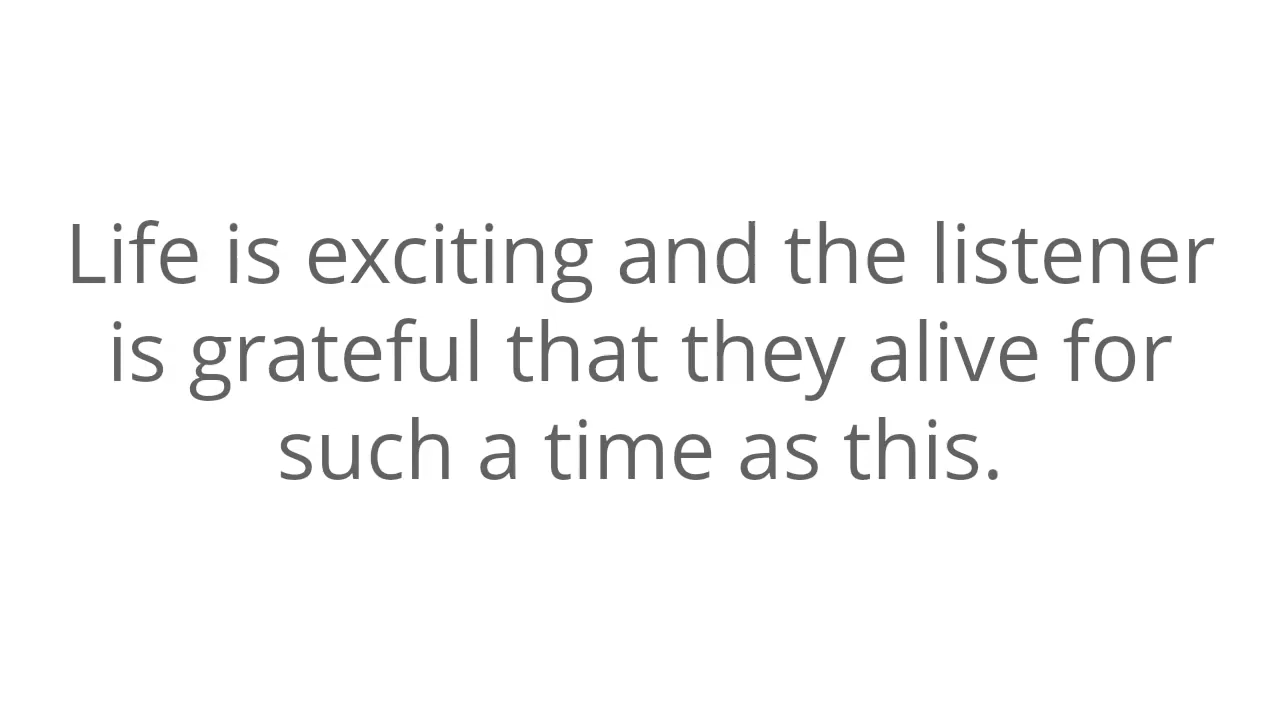 Life is exciting and the listener
is grateful that they alive for
such a time as this.